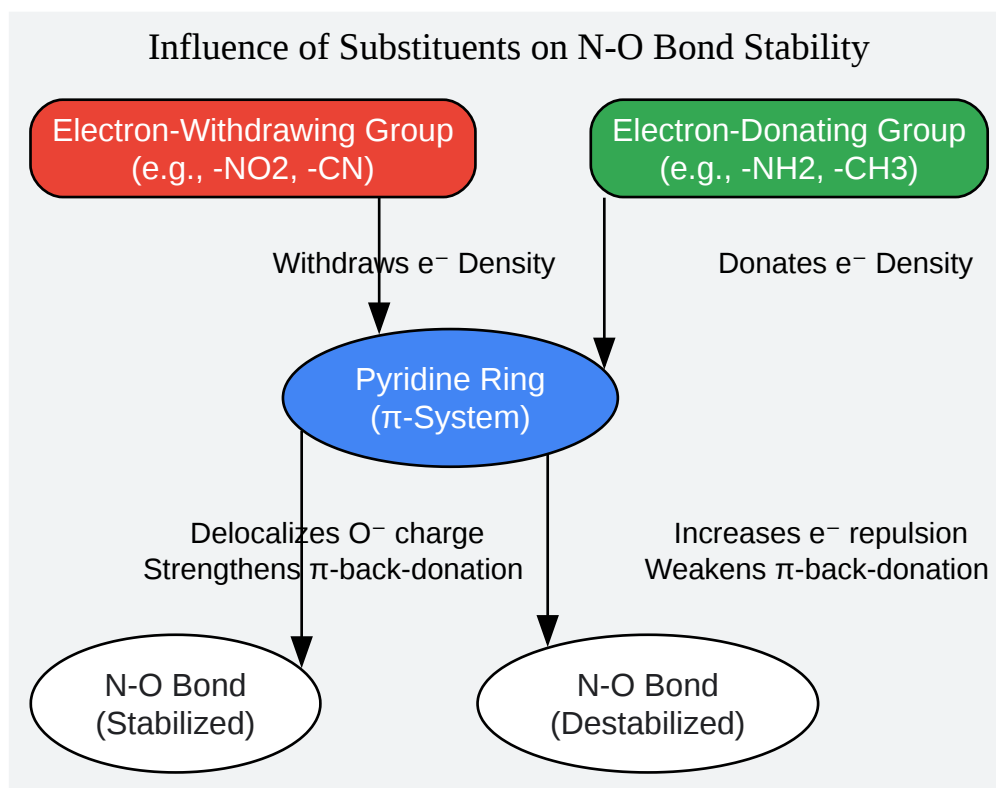 Influence of Substituents on N-O Bond Stability
Electron-Withdrawing Group
(e.g., -NO2, -CN)
Electron-Donating Group
(e.g., -NH2, -CH3)
Withdraws e⁻ Density
Donates e⁻ Density
Pyridine Ring
(π-System)
Delocalizes O⁻ charge
Strengthens π-back-donation
Increases e⁻ repulsion
Weakens π-back-donation
N-O Bond
(Stabilized)
N-O Bond
(Destabilized)